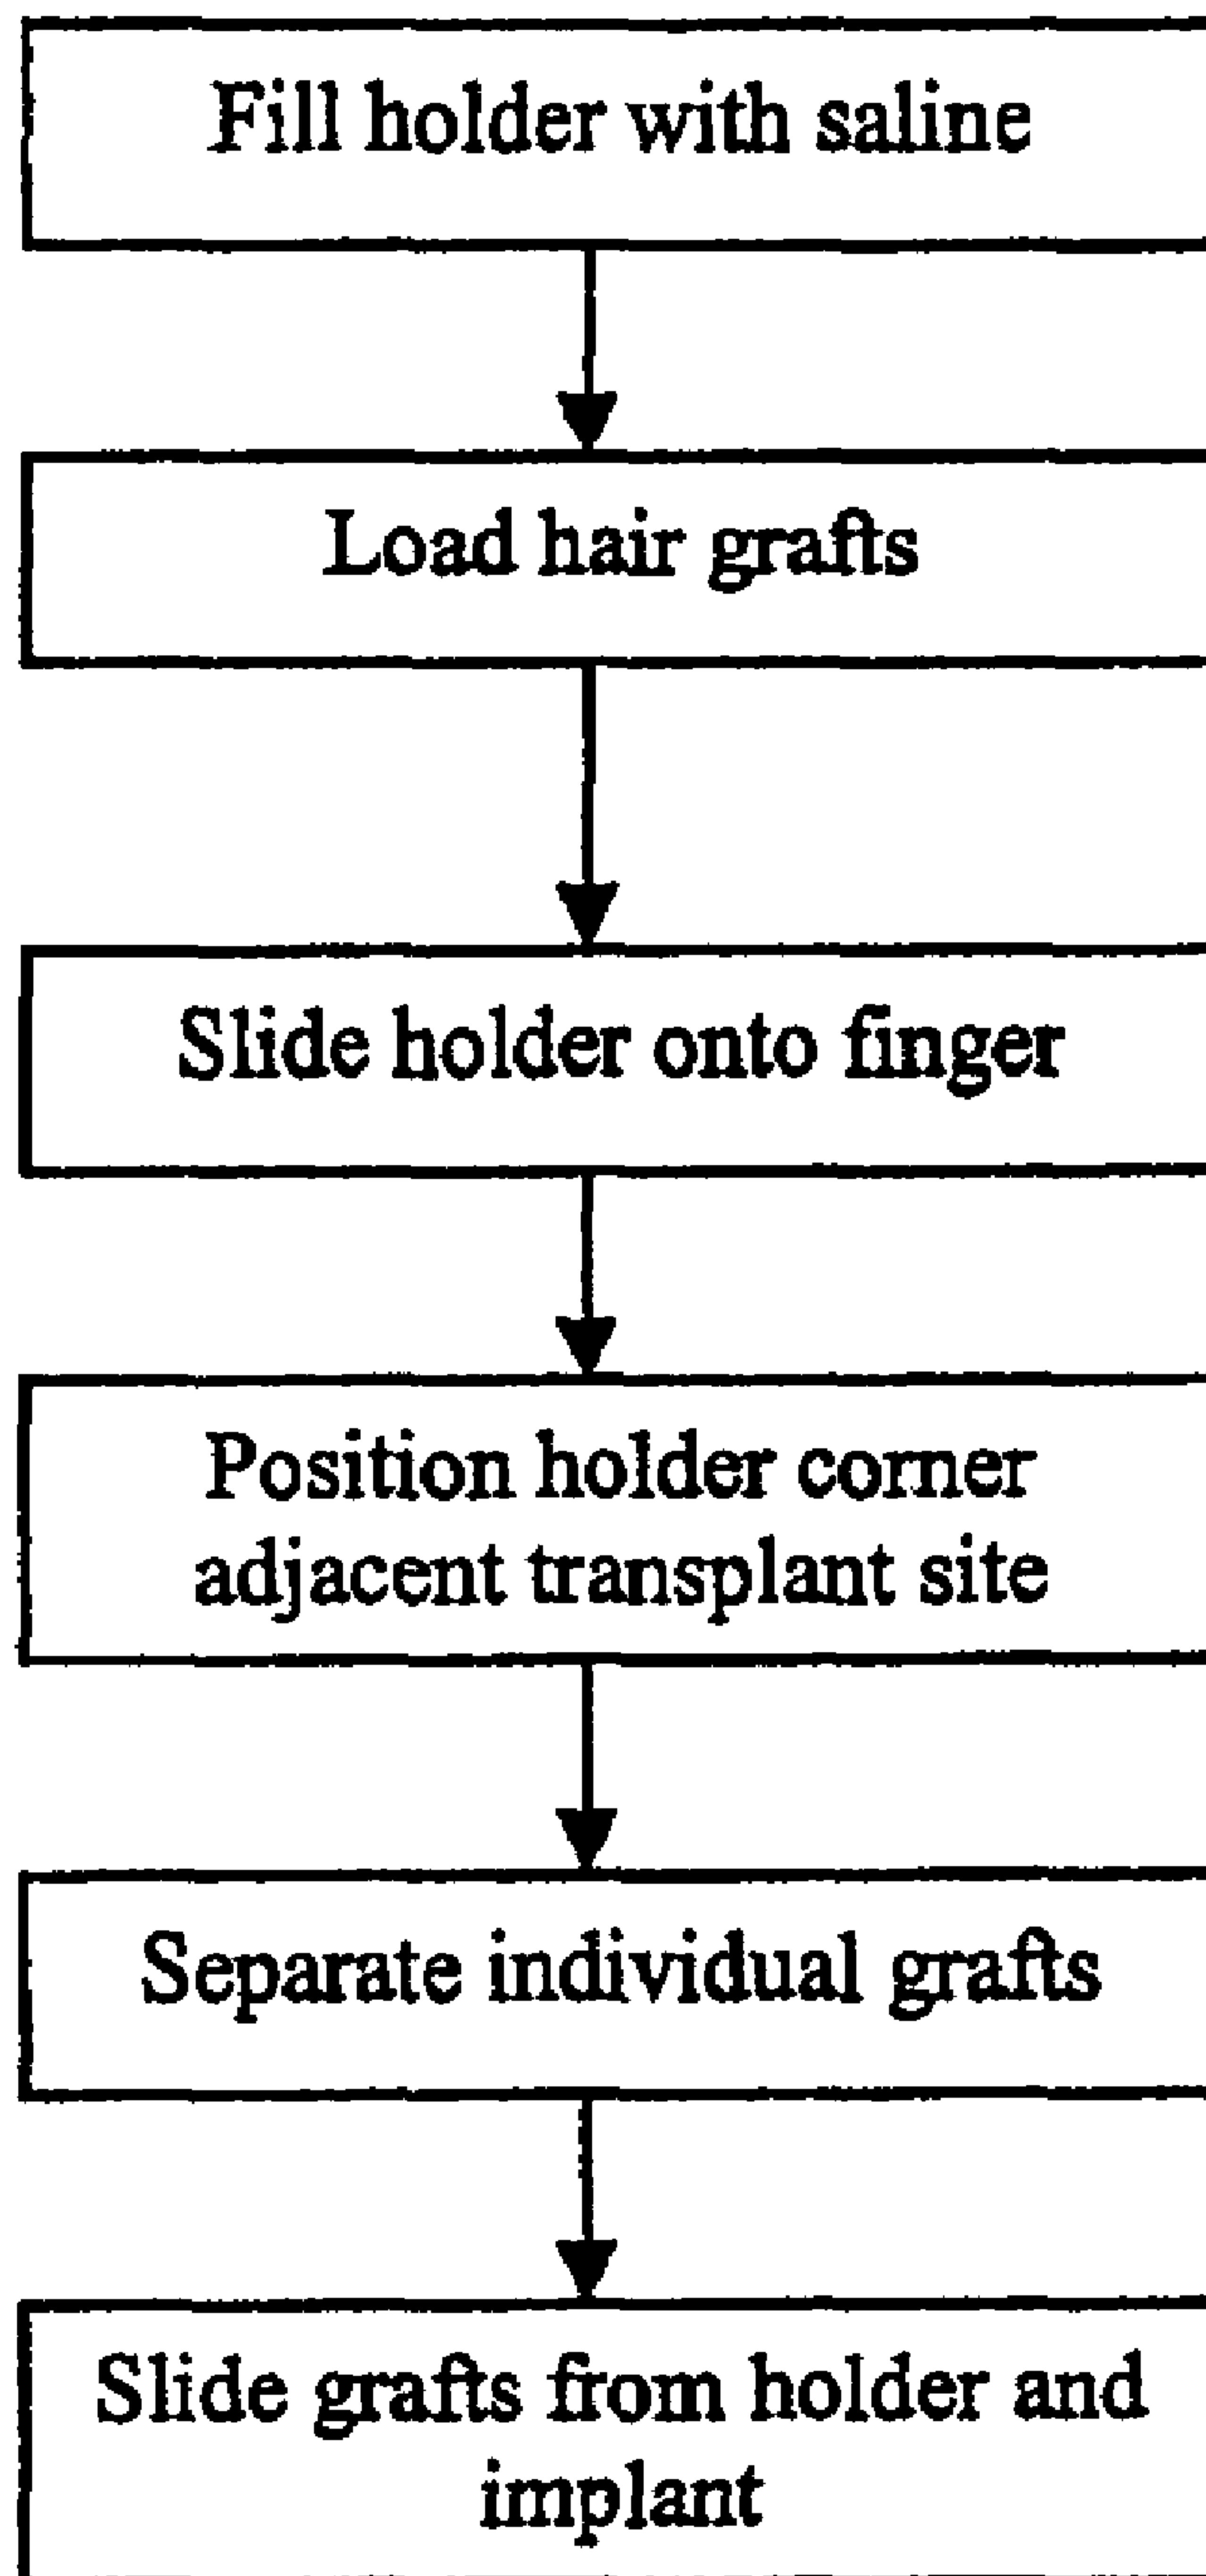 Fill holder with saline
Load hair grafts
Slide holder onto finger
Position holder corner
adjacent transplant site
Separate individual grafts
Slide grafts from holder and
implant